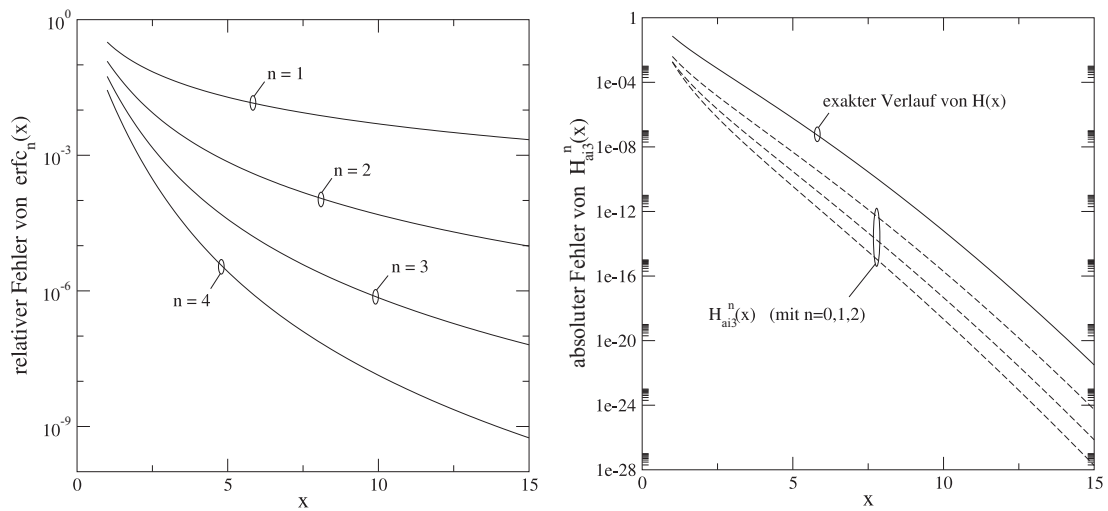 relativer Fehler von erfc_n(x)
10^0
10^-3
10^-6
10^-9
n = 1
n = 2
n = 3
n = 4
0
5
10
15
x
absoluter Fehler von H_ai3^n(x)
1
1e-04
1e-08
1e-12
1e-16
1e-20
1e-24
1e-28
exakter Verlauf von H(x)
H_ai3^n(x) (mit n=0,1,2)
0
5
10
15
x